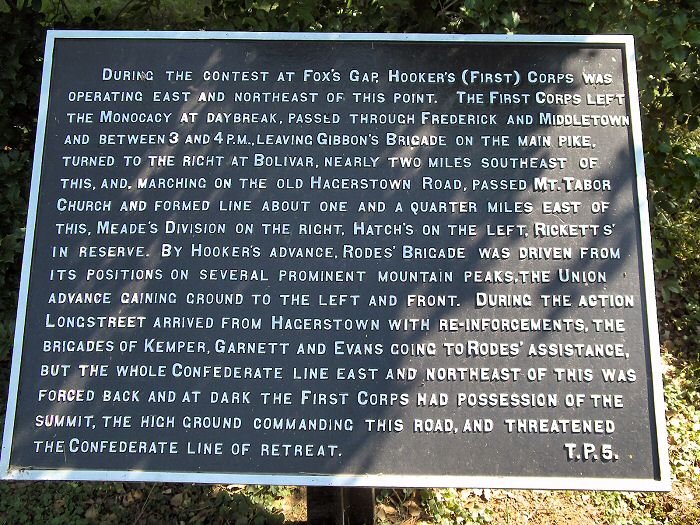 DURING THE CONTEST AT FOX'S GAP, HOOKER'S (FIRST) CORPS WAS
OPERATING EAST AND NORTHEAST OF THIS POINT. THE FIRST CORPS LEFT
THE MONOCACY AT DAYBREAK, PASSED THROUGH FREDERICK AND MIDDLETOWN
AND BETWEEN 3 AND 4 P.M., LEAVING GIBBON'S BRIGADE ON THE MAIN PIKE,
TURNED TO THE RIGHT AT BOLIVAR, NEARLY TWO MILES SOUTHEAST OF
THIS, AND, MARCHING ON THE OLD HAGERSTOWN ROAD, PASSED MT. TABOR
CHURCH AND FORMED LINE ABOUT ONE AND A QUARTER MILES EAST OF
THIS, MEADE'S DIVISION ON THE RIGHT, HATCH'S ON THE LEFT, RICKETTS'
IN RESERVE. BY HOOKER'S ADVANCE, RODES' BRIGADE WAS DRIVEN FROM
ITS POSITIONS ON SEVERAL PROMINENT MOUNTAIN PEAKS, THE UNION
ADVANCE GAINING GROUND TO THE LEFT AND FRONT. DURING THE ACTION
LONGSTREET ARRIVED FROM HAGERSTOWN WITH RE-INFORCEMENTS, THE
BRIGADES OF KEMPER, GARNETT AND EVANS GOING TO RODES' ASSISTANCE,
BUT THE WHOLE CONFEDERATE LINE EAST AND NORTHEAST OF THIS WAS
FORCED BACK AND AT DARK THE FIRST CORPS HAD POSSESSION OF THE
SUMMIT, THE HIGH GROUND COMMANDING THIS ROAD, AND THREATENED
THE CONFEDERATE LINE OF RETREAT. T.P. 5.